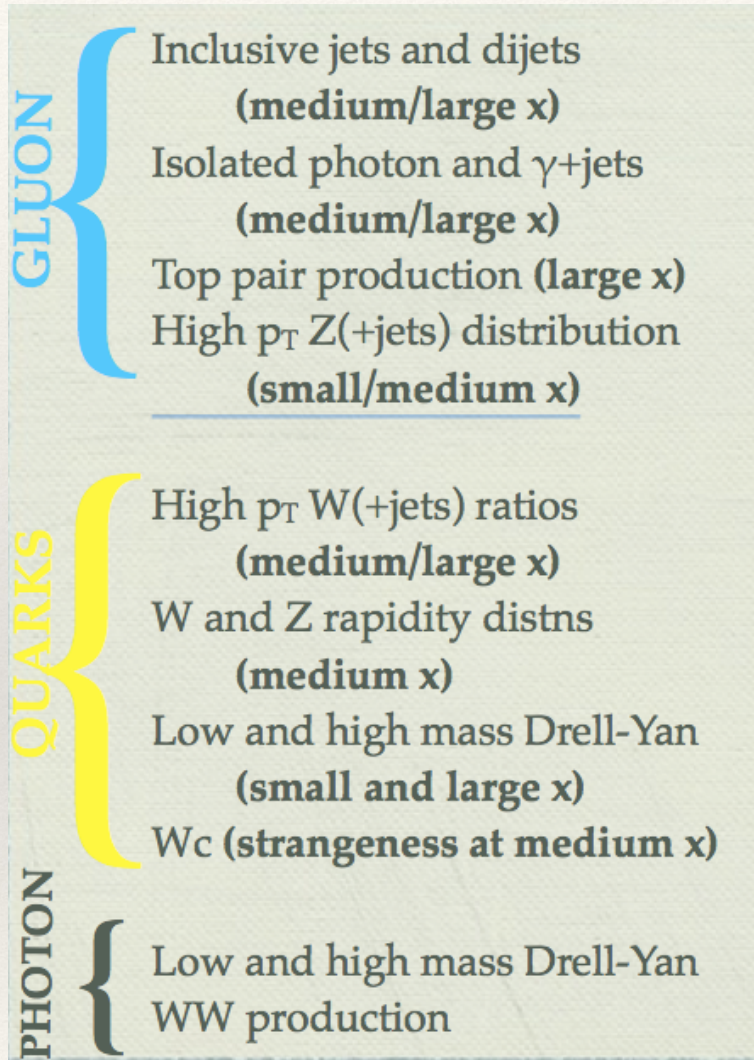 GLUON
Inclusive jets and dijets
(medium/large x)
Isolated photon and γ+jets
(medium/large x)
Top pair production (large x)
High pT Z(+jets) distribution
(small/medium x)
QUARKS
High pT W(+jets) ratios
(medium/large x)
W and Z rapidity distns
(medium x)
Low and high mass Drell-Yan
(small and large x)
Wc (strangeness at medium x)
PHOTON
Low and high mass Drell-Yan
WW production